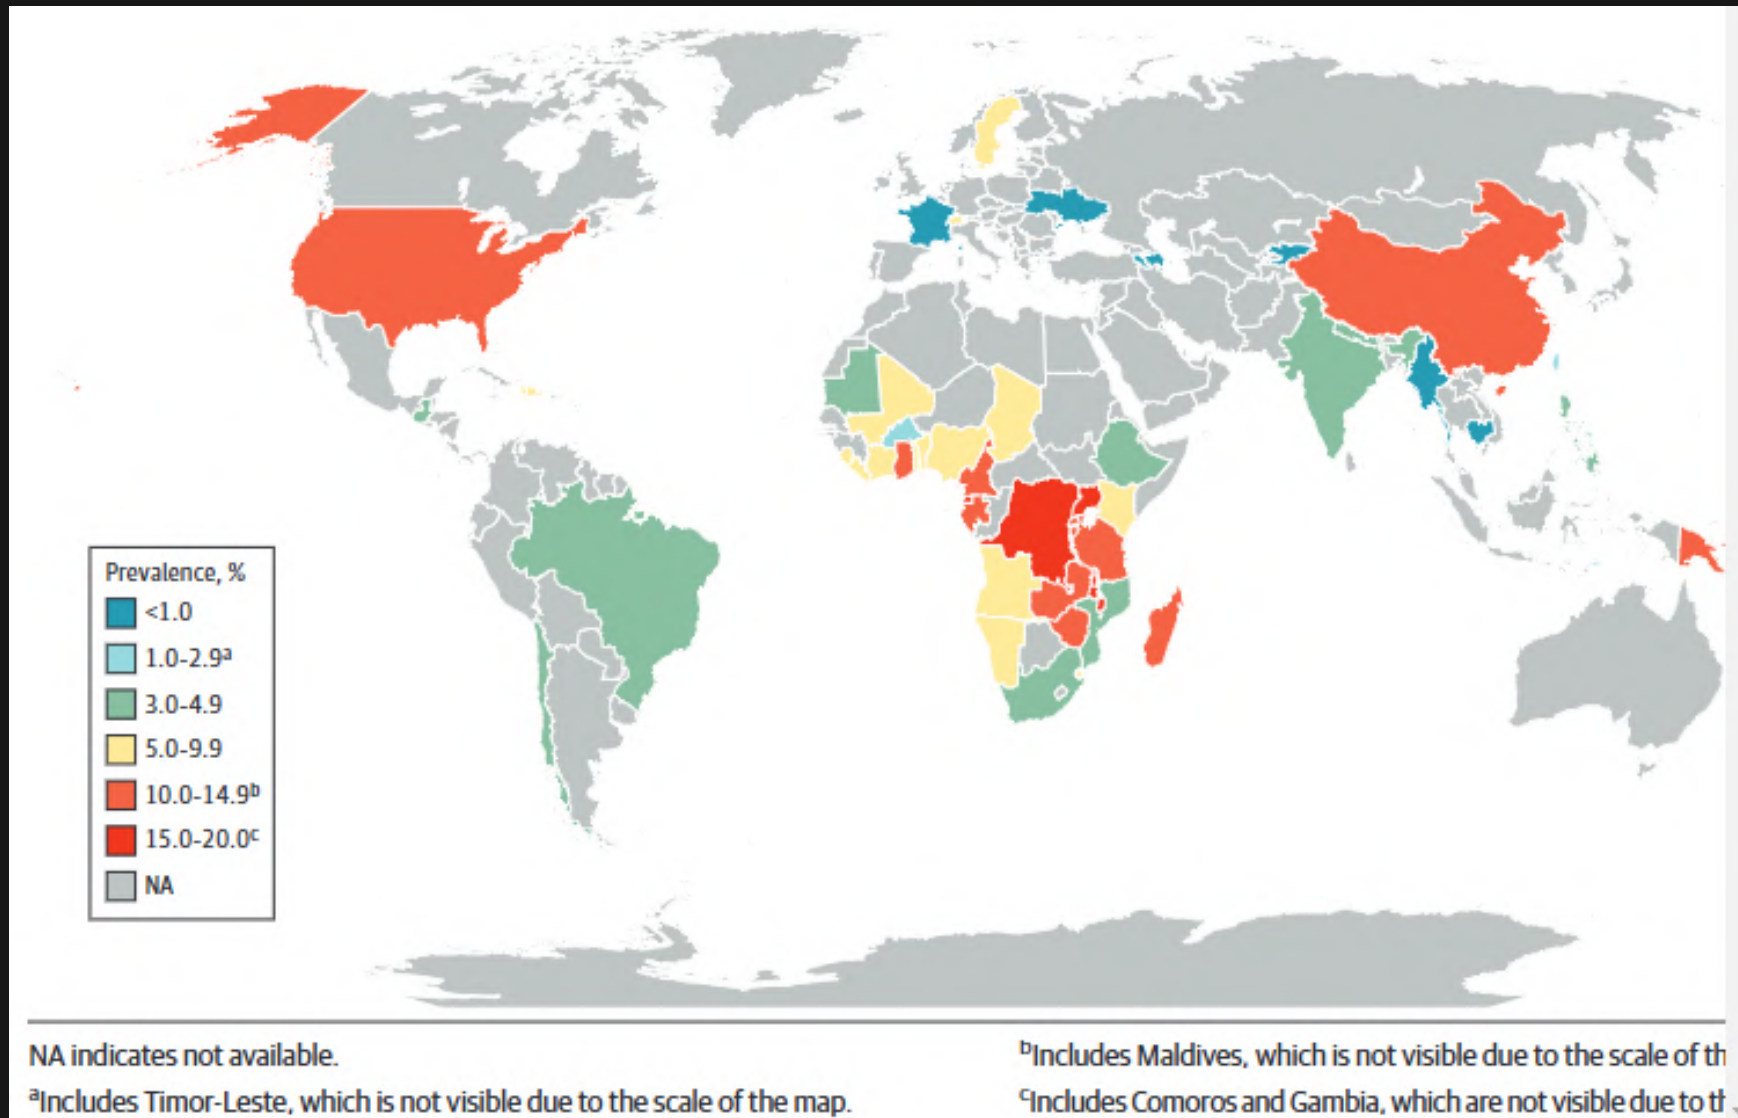 Prevalence, %
<1.0
1.0-2.9ᵃ
3.0-4.9
5.0-9.9
10.0-14.9ᵇ
15.0-20.0ᶜ
NA
NA indicates not available.
ᵃIncludes Timor-Leste, which is not visible due to the scale of the map.
ᵇIncludes Maldives, which is not visible due to the scale of th
ᶜIncludes Comoros and Gambia, which are not visible due to th